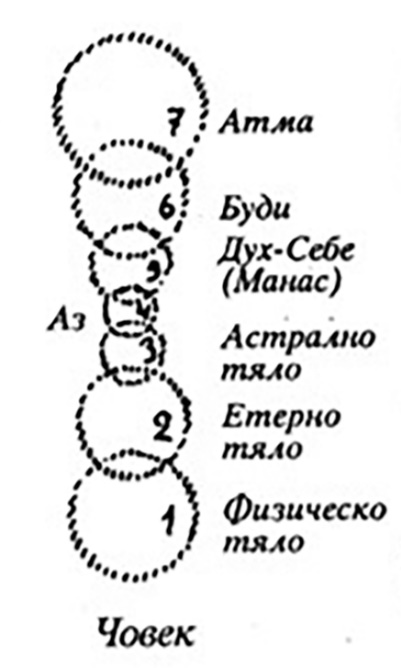 7 Атма
6 Буди
5 Дух-Себе
(Манас)
Аз 4
3 Астрално
тяло
2 Етерно
тяло
1 Физическо
тяло
Човек